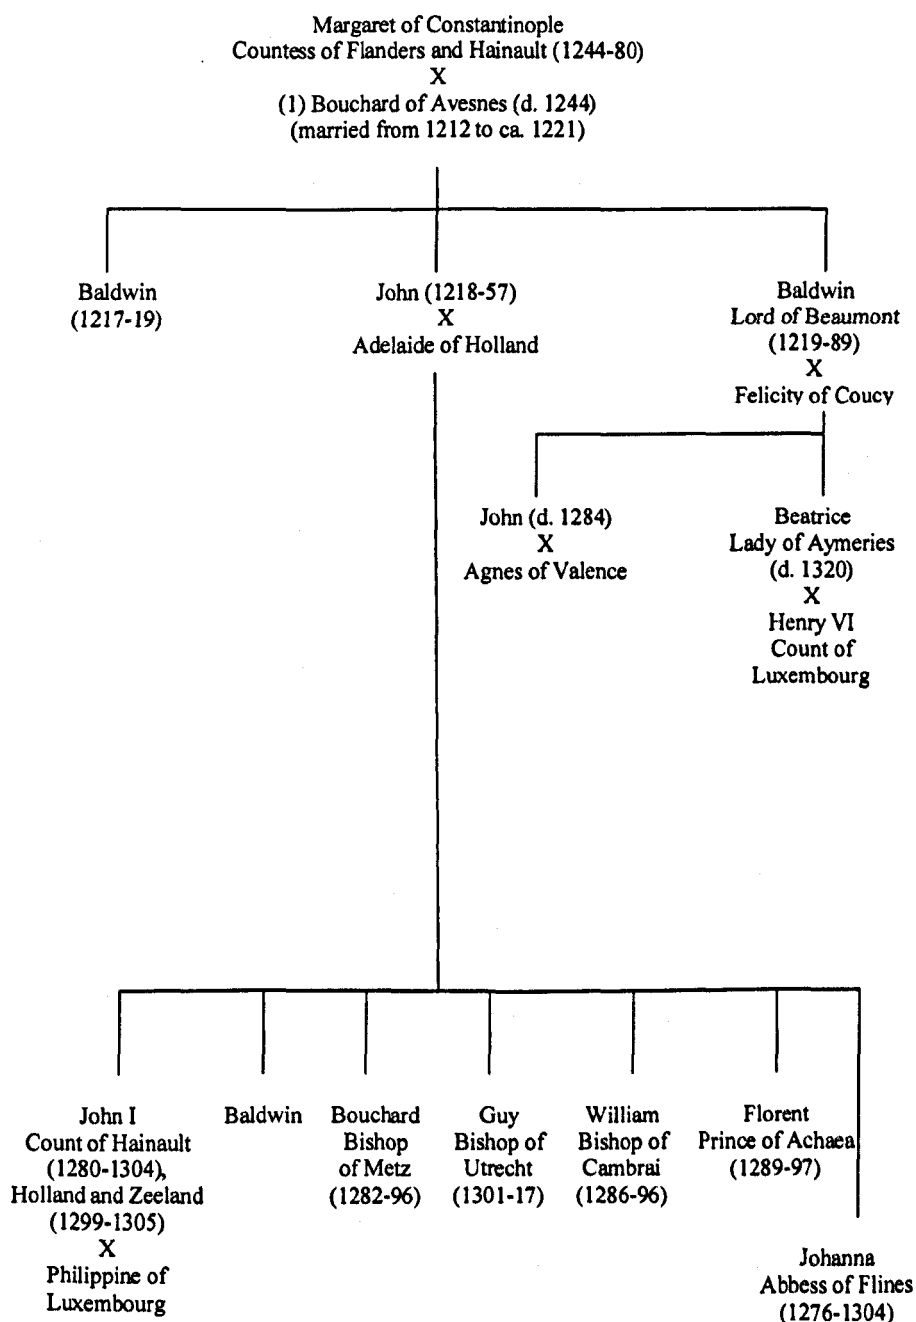 Margaret of Constantinople
Countess of Flanders and Hainault (1244-80)
X
(1) Bouchard of Avesnes (d. 1244)
(married from 1212 to ca. 1221)
Baldwin
(1217-19)
John (1218-57)
X
Adelaide of Holland
Baldwin
Lord of Beaumont
(1219-89)
X
Felicity of Coucy
John (d. 1284)
X
Agnes of Valence
Beatrice
Lady of Aymeries
(d. 1320)
X
Henry VI
Count of
Luxembourg
John I
Count of Hainault
(1280-1304),
Holland and Zeeland
(1299-1305)
X
Philippine of
Luxembourg
Baldwin
Bouchard
Bishop
of Metz
(1282-96)
Guy
Bishop of
Utrecht
(1301-17)
William
Bishop of
Cambrai
(1286-96)
Florent
Prince of Achaea
(1289-97)
Johanna
Abbess of Flines
(1276-1304)